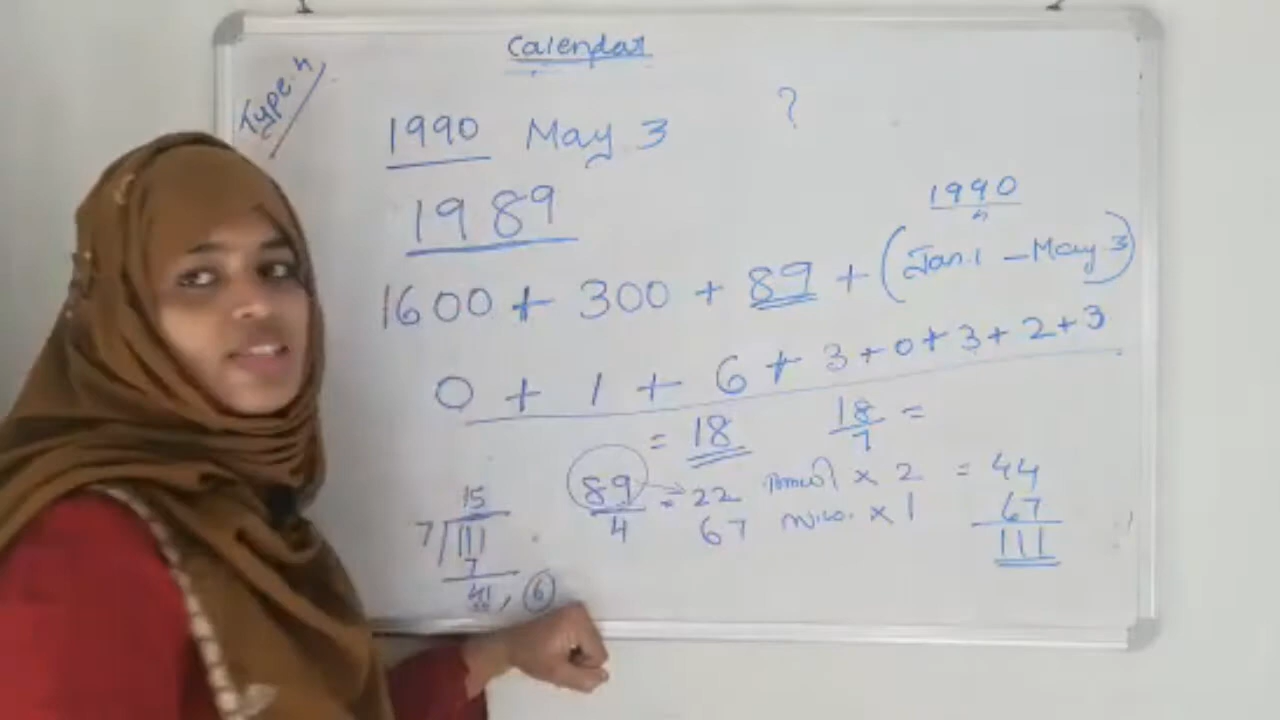 Calendar
Type. 4
1990 May 3 ?
1989
1990
1600 + 300 + 89 + (Jan.1 - May 3)
0 + 1 + 6 + 3 + 0 + 3 + 2 + 3
= 18
18/7 =
89/4 = 22 x 2 = 44
67 x 1 67
111
15
7 111
7
41, 6